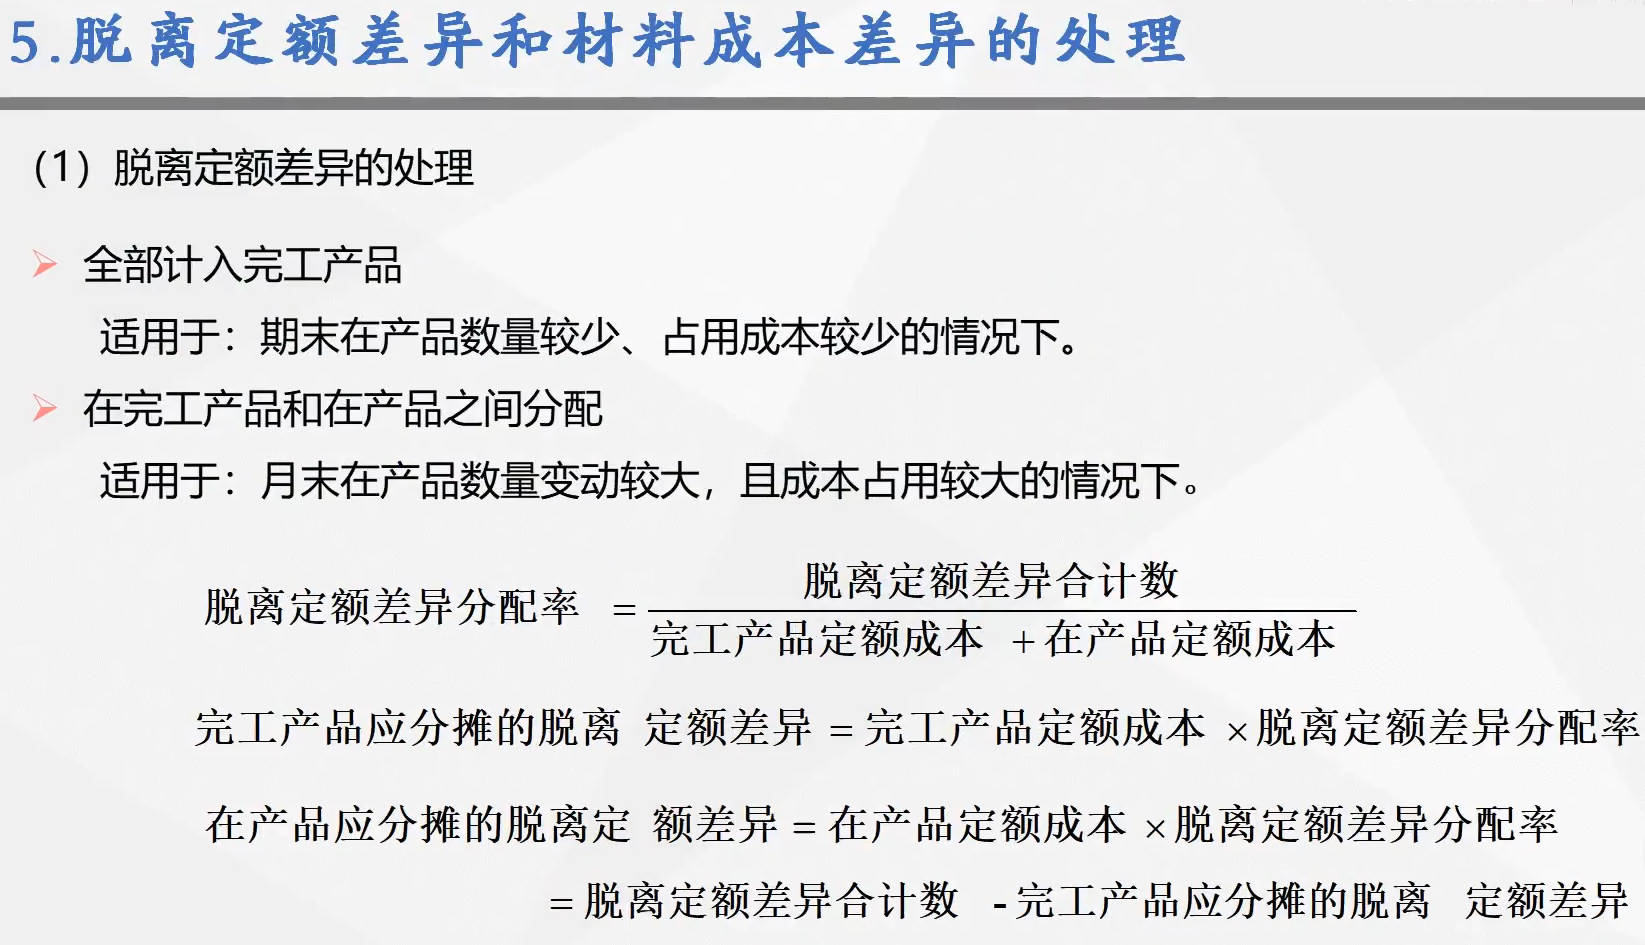 5.脱离定额差异和材料成本差异的处理
（1）脱离定额差异的处理
全部计入完工产品
适用于：期末在产品数量较少、占用成本较少的情况下。
在完工产品和在产品之间分配
适用于：月末在产品数量变动较大，且成本占用较大的情况下。
脱离定额差异合计数
脱离定额差异分配率 =
完工产品定额成本 +在产品定额成本
完工产品应分摊的脱离 定额差异 =完工产品定额成本 ×脱离定额差异分配率
在产品应分摊的脱离定 额差异 =在产品定额成本 ×脱离定额差异分配率
=脱离定额差异合计数 -完工产品应分摊的脱离 定额差异